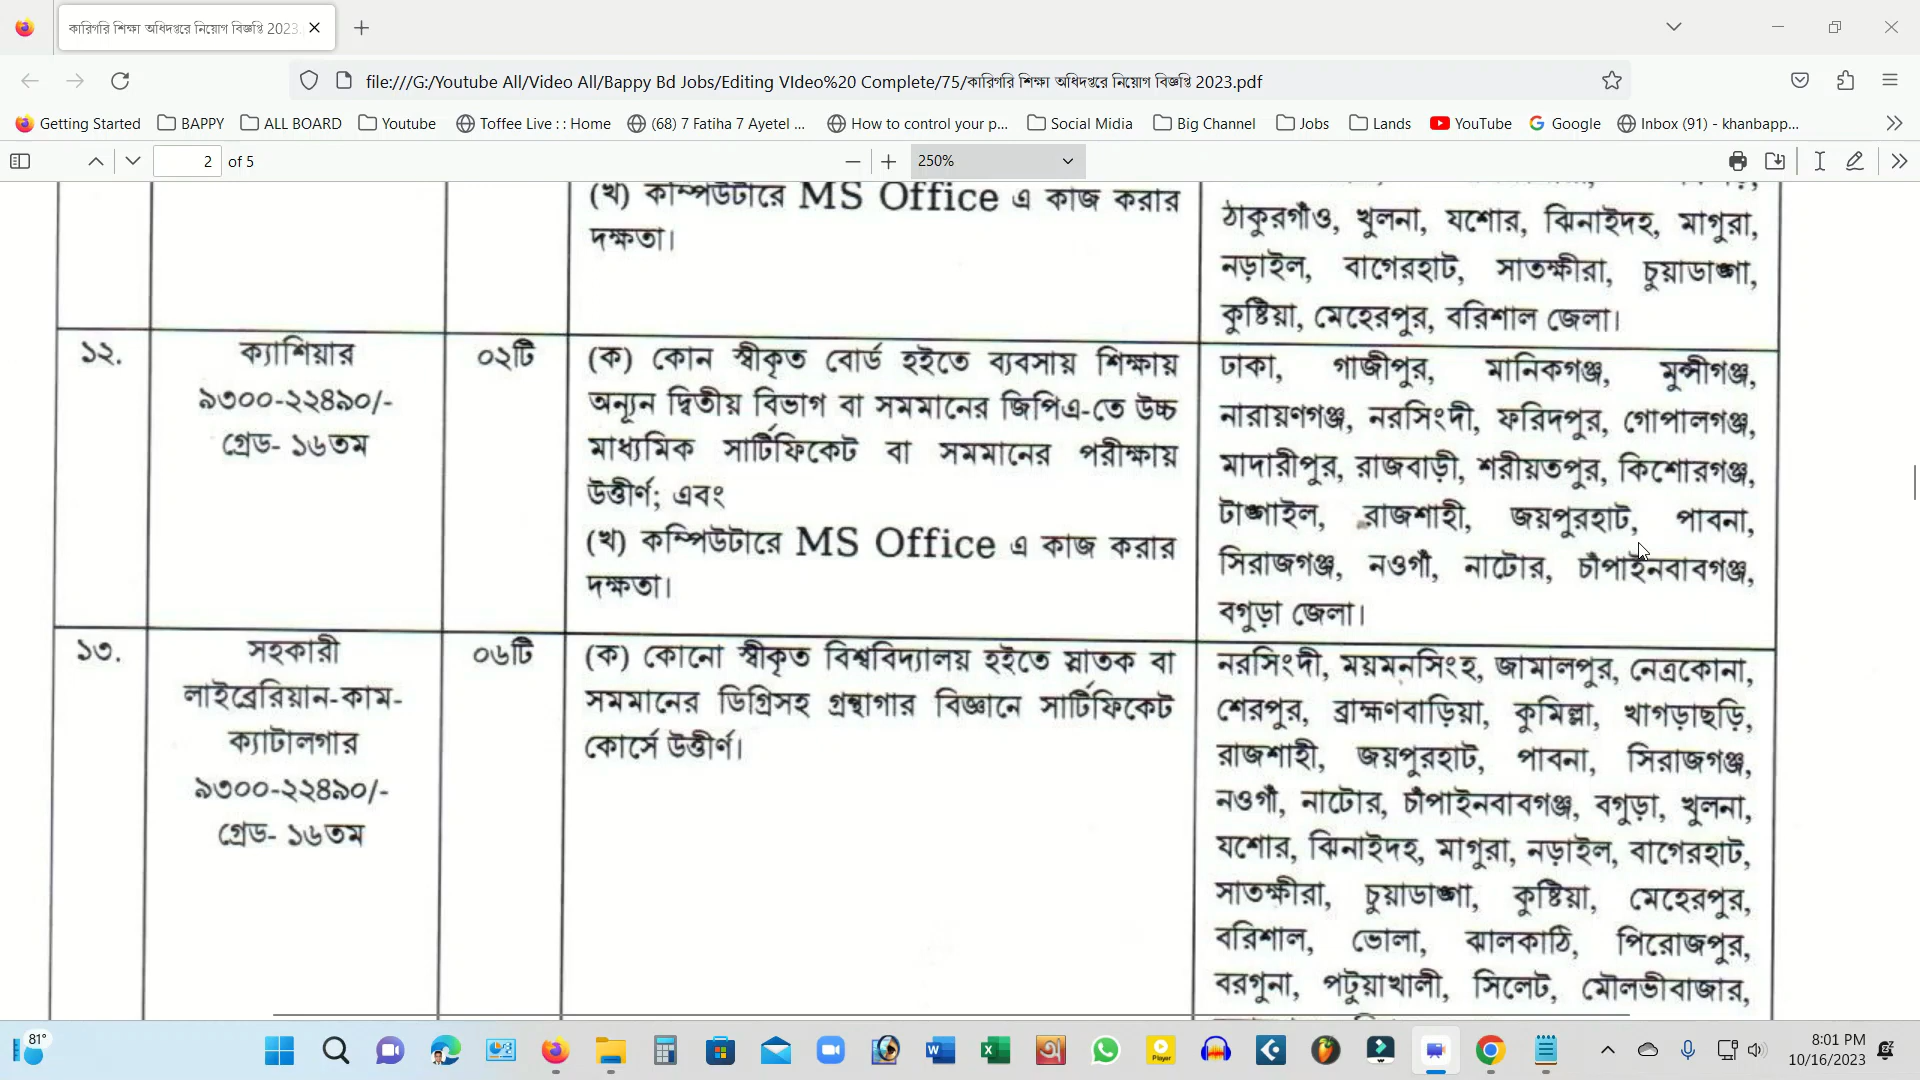 কারিগরি শিক্ষা অধিদপ্তরে নিয়োগ বিজ্ঞপ্তি 2023.
file:///G:/Youtube All/Video All/Bappy Bd Jobs/Editing VIdeo%20 Complete/75/কারিগরি শিক্ষা অধিদপ্তরে নিয়োগ বিজ্ঞপ্তি 2023.pdf
Getting Started BAPPY ALL BOARD Youtube Toffee Live : : Home (68) 7 Fatiha 7 Ayetel ... How to control your p... Social Midia Big Channel Jobs Lands YouTube Google Inbox (91) - khanbapp...
2 of 5 250%
(খ) কম্পিউটারে MS Office এ কাজ করার
দক্ষতা।
ঠাকুরগাঁও, খুলনা, যশোর, ঝিনাইদহ, মাগুরা,
নড়াইল, বাগেরহাট, সাতক্ষীরা, চুয়াডাঙ্গা,
কুষ্টিয়া, মেহেরপুর, বরিশাল জেলা।
১২.
ক্যাশিয়ার
৯৩০০-২২৪৯০/-
গ্রেড- ১৬তম
০২টি
(ক) কোন স্বীকৃত বোর্ড হইতে ব্যবসায় শিক্ষায়
অন্যূন দ্বিতীয় বিভাগ বা সমমানের জিপিএ-তে উচ্চ
মাধ্যমিক সার্টিফিকেট বা সমমানের পরীক্ষায়
উত্তীর্ণ; এবং
(খ) কম্পিউটারে MS Office এ কাজ করার
দক্ষতা।
ঢাকা, গাজীপুর, মানিকগঞ্জ, মুন্সীগঞ্জ,
নারায়ণগঞ্জ, নরসিংদী, ফরিদপুর, গোপালগঞ্জ,
মাদারীপুর, রাজবাড়ী, শরীয়তপুর, কিশোরগঞ্জ,
টাঙ্গাইল, রাজশাহী, জয়পুরহাট, পাবনা,
সিরাজগঞ্জ, নওগাঁ, নাটোর, চাঁপাইনবাবগঞ্জ,
বগুড়া জেলা।
১৩.
সহকারী
লাইব্রেরিয়ান-কাম-
ক্যাটালগার
৯৩০০-২২৪৯০/-
গ্রেড- ১৬তম
০৬টি
(ক) কোনো স্বীকৃত বিশ্ববিদ্যালয় হইতে স্নাতক বা
সমমানের ডিগ্রিসহ গ্রন্থাগার বিজ্ঞানে সার্টিফিকেট
কোর্সে উত্তীর্ণ।
নরসিংদী, ময়মনসিংহ, জামালপুর, নেত্রকোনা,
শেরপুর, ব্রাহ্মণবাড়িয়া, কুমিল্লা, খাগড়াছড়ি,
রাজশাহী, জয়পুরহাট, পাবনা, সিরাজগঞ্জ,
নওগাঁ, নাটোর, চাঁপাইনবাবগঞ্জ, বগুড়া, খুলনা,
যশোর, ঝিনাইদহ, মাগুরা, নড়াইল, বাগেরহাট,
সাতক্ষীরা, চুয়াডাঙ্গা, কুষ্টিয়া, মেহেরপুর,
বরিশাল, ভোলা, ঝালকাঠি, পিরোজপুর,
বরগুনা, পটুয়াখালী, সিলেট, মৌলভীবাজার,
81°
Player
8:01 PM
10/16/2023